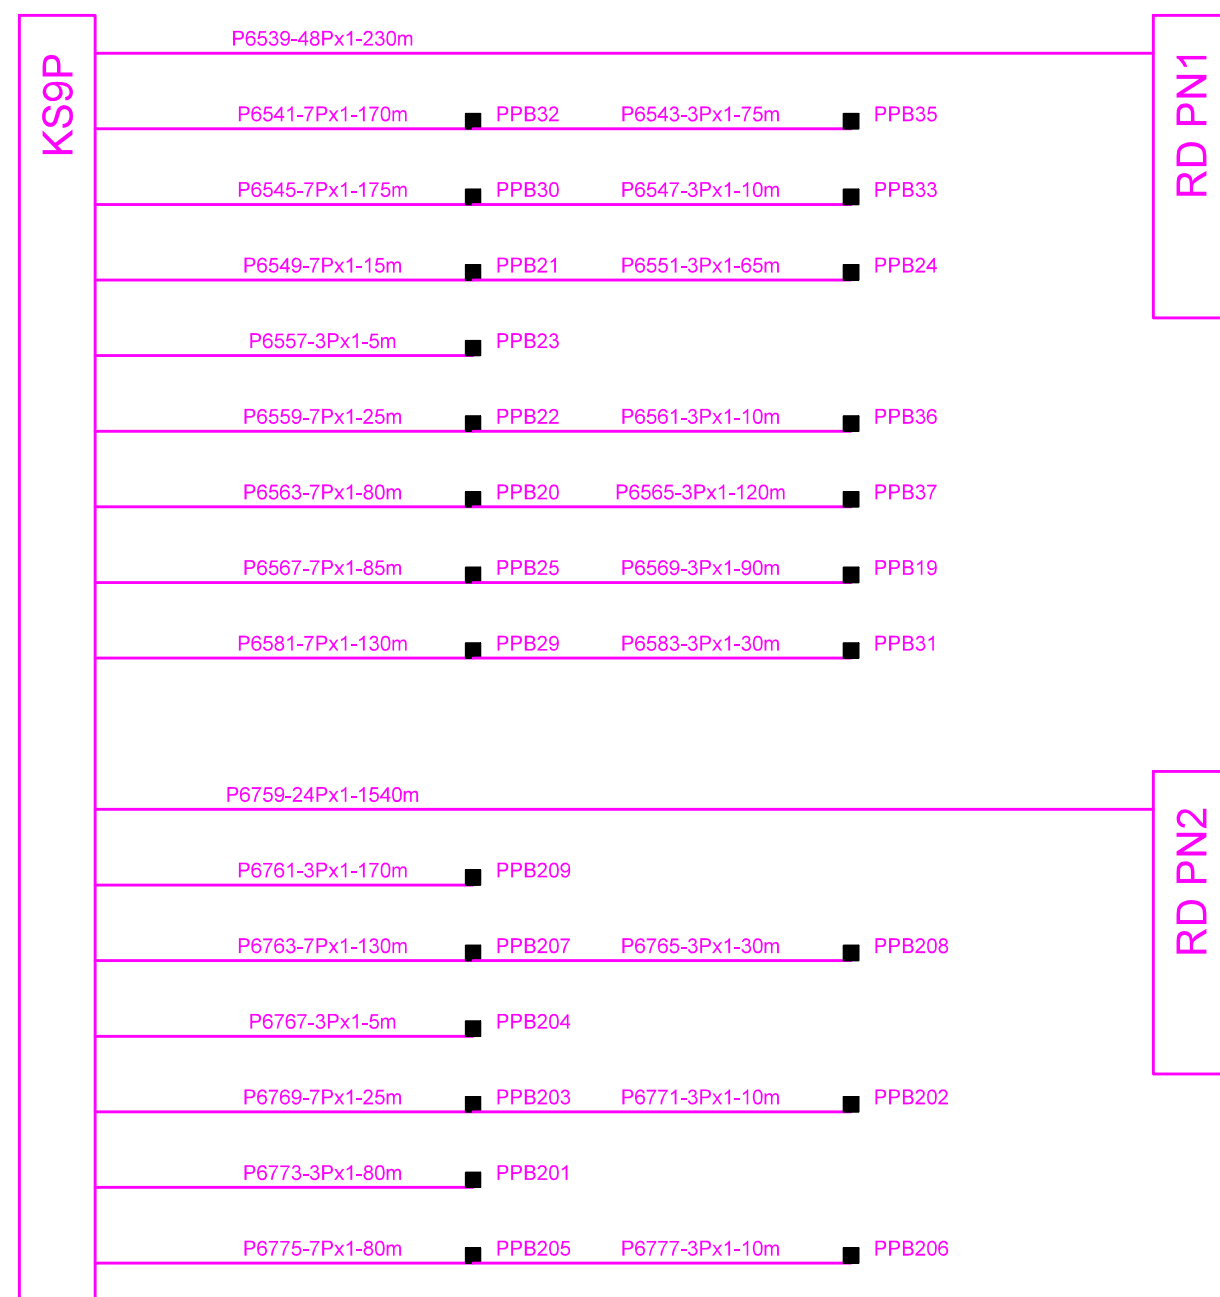 KS9P
P6539-48Px1-230m
RD PN1
P6541-7Px1-170m PPB32 P6543-3Px1-75m PPB35
P6545-7Px1-175m PPB30 P6547-3Px1-10m PPB33
P6549-7Px1-15m PPB21 P6551-3Px1-65m PPB24
P6557-3Px1-5m PPB23
P6559-7Px1-25m PPB22 P6561-3Px1-10m PPB36
P6563-7Px1-80m PPB20 P6565-3Px1-120m PPB37
P6567-7Px1-85m PPB25 P6569-3Px1-90m PPB19
P6581-7Px1-130m PPB29 P6583-3Px1-30m PPB31
P6759-24Px1-1540m
RD PN2
P6761-3Px1-170m PPB209
P6763-7Px1-130m PPB207 P6765-3Px1-30m PPB208
P6767-3Px1-5m PPB204
P6769-7Px1-25m PPB203 P6771-3Px1-10m PPB202
P6773-3Px1-80m PPB201
P6775-7Px1-80m PPB205 P6777-3Px1-10m PPB206